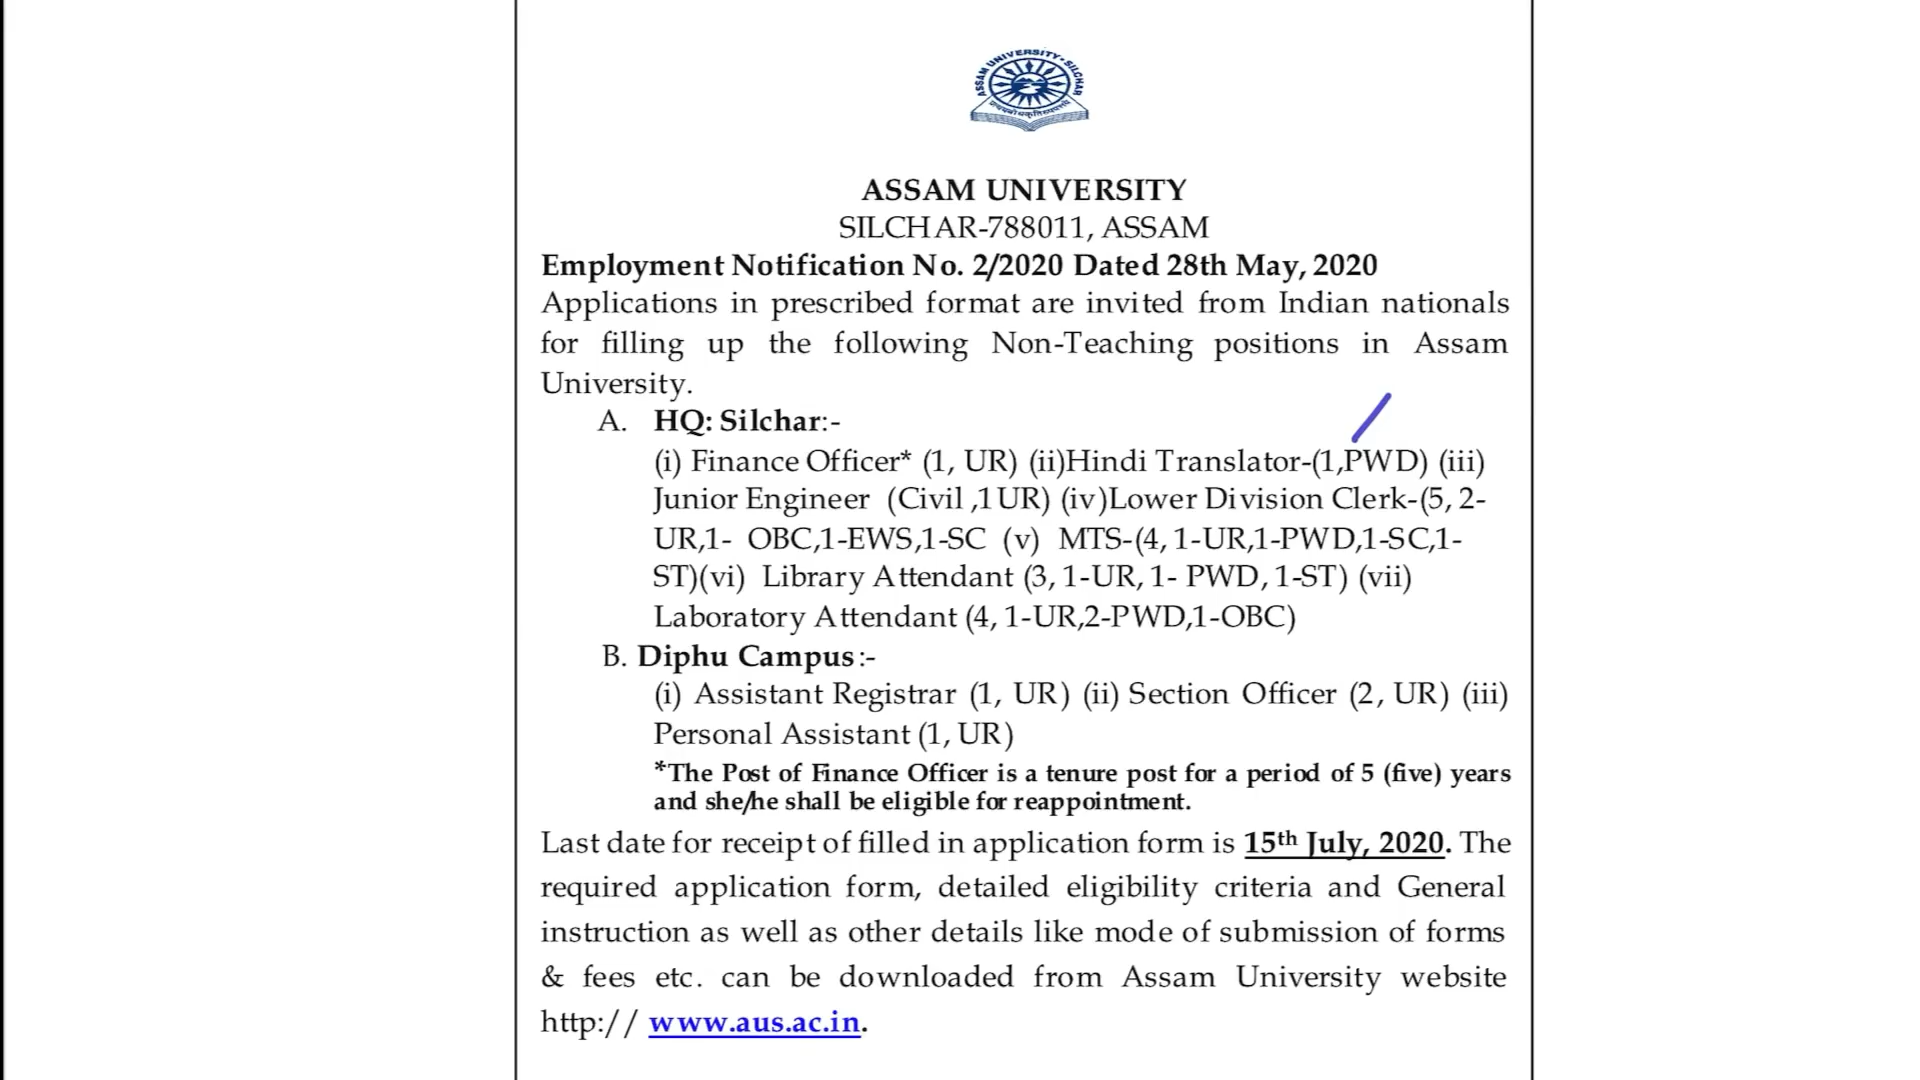 ASSAM UNIVERSITY SILCHAR
ASSAM UNIVERSITY
SILCHAR-788011, ASSAM
Employment Notification No. 2/2020 Dated 28th May, 2020
Applications in prescribed format are invited from Indian nationals
for filling up the following Non-Teaching positions in Assam
University.
A. HQ: Silchar:-
(i) Finance Officer* (1, UR) (ii)Hindi Translator-(1,PWD) (iii)
Junior Engineer (Civil ,1UR) (iv)Lower Division Clerk-(5, 2-
UR,1- OBC,1-EWS,1-SC (v) MTS-(4, 1-UR,1-PWD,1-SC,1-
ST)(vi) Library Attendant (3, 1-UR, 1- PWD, 1-ST) (vii)
Laboratory Attendant (4, 1-UR,2-PWD,1-OBC)
B. Diphu Campus:-
(i) Assistant Registrar (1, UR) (ii) Section Officer (2, UR) (iii)
Personal Assistant (1, UR)
*The Post of Finance Officer is a tenure post for a period of 5 (five) years
and she/he shall be eligible for reappointment.
Last date for receipt of filled in application form is 15th July, 2020. The
required application form, detailed eligibility criteria and General
instruction as well as other details like mode of submission of forms
& fees etc. can be downloaded from Assam University website
http:// www.aus.ac.in.